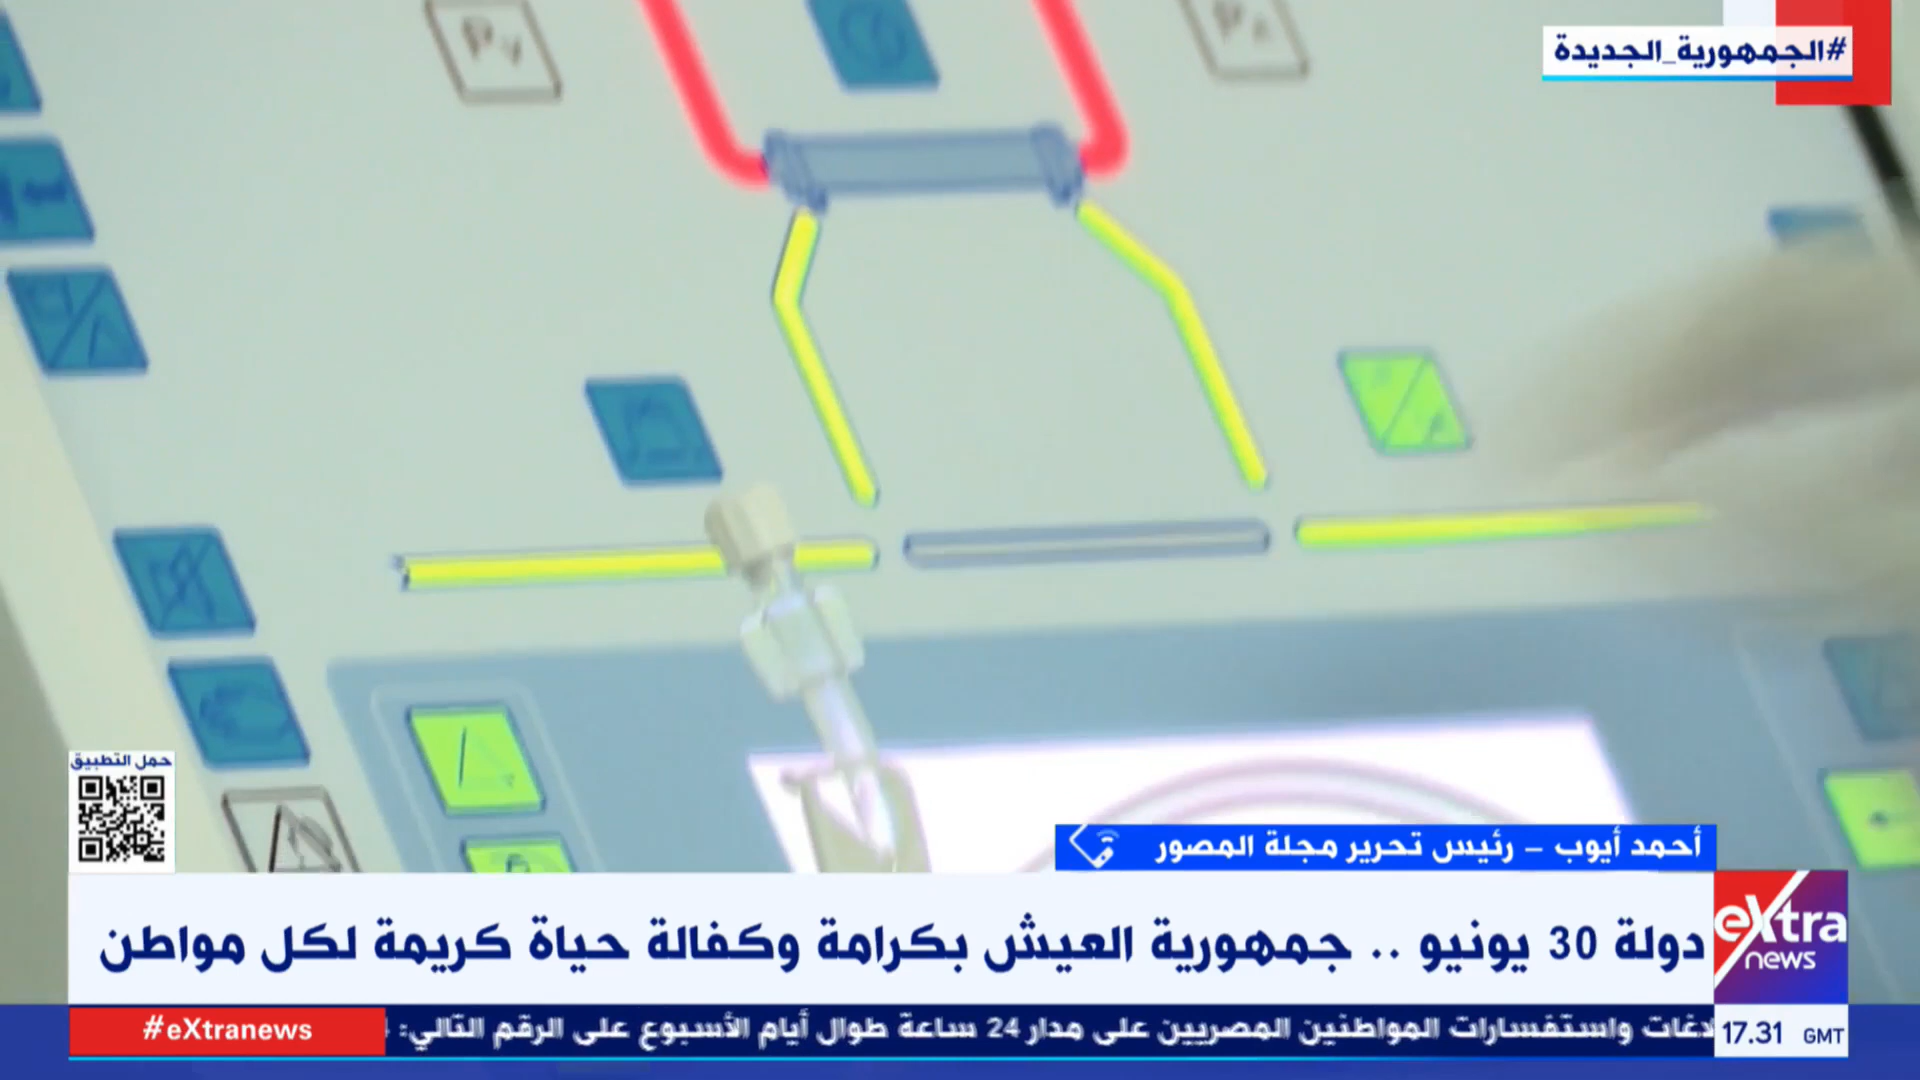 #الجمهورية_الجديدة
Pv
PA
حمل التطبيق
أحمد أيوب – رئيس تحرير مجلة المصور
دولة 30 يونيو .. جمهورية العيش بكرامة وكفالة حياة كريمة لكل مواطن
eXtra
news
#eXtranews
واستفسارات المواطنين المصريين على مدار 24 ساعة طوال أيام الأسبوع على الرقم التالي:
17.31 GMT